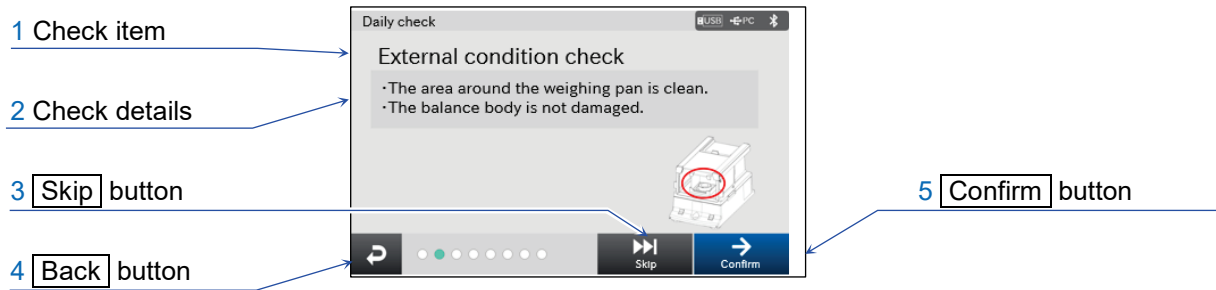 1 Check item
2 Check details
3 Skip button
4 Back button
Daily check
USB PC
External condition check
・The area around the weighing pan is clean.
・The balance body is not damaged.
Skip
Confirm
5 Confirm button